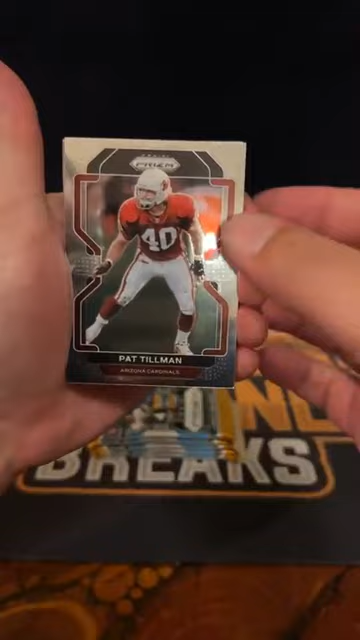 PRIZM
40
PAT TILLMAN
ARIZONA CARDINALS
BREAKS